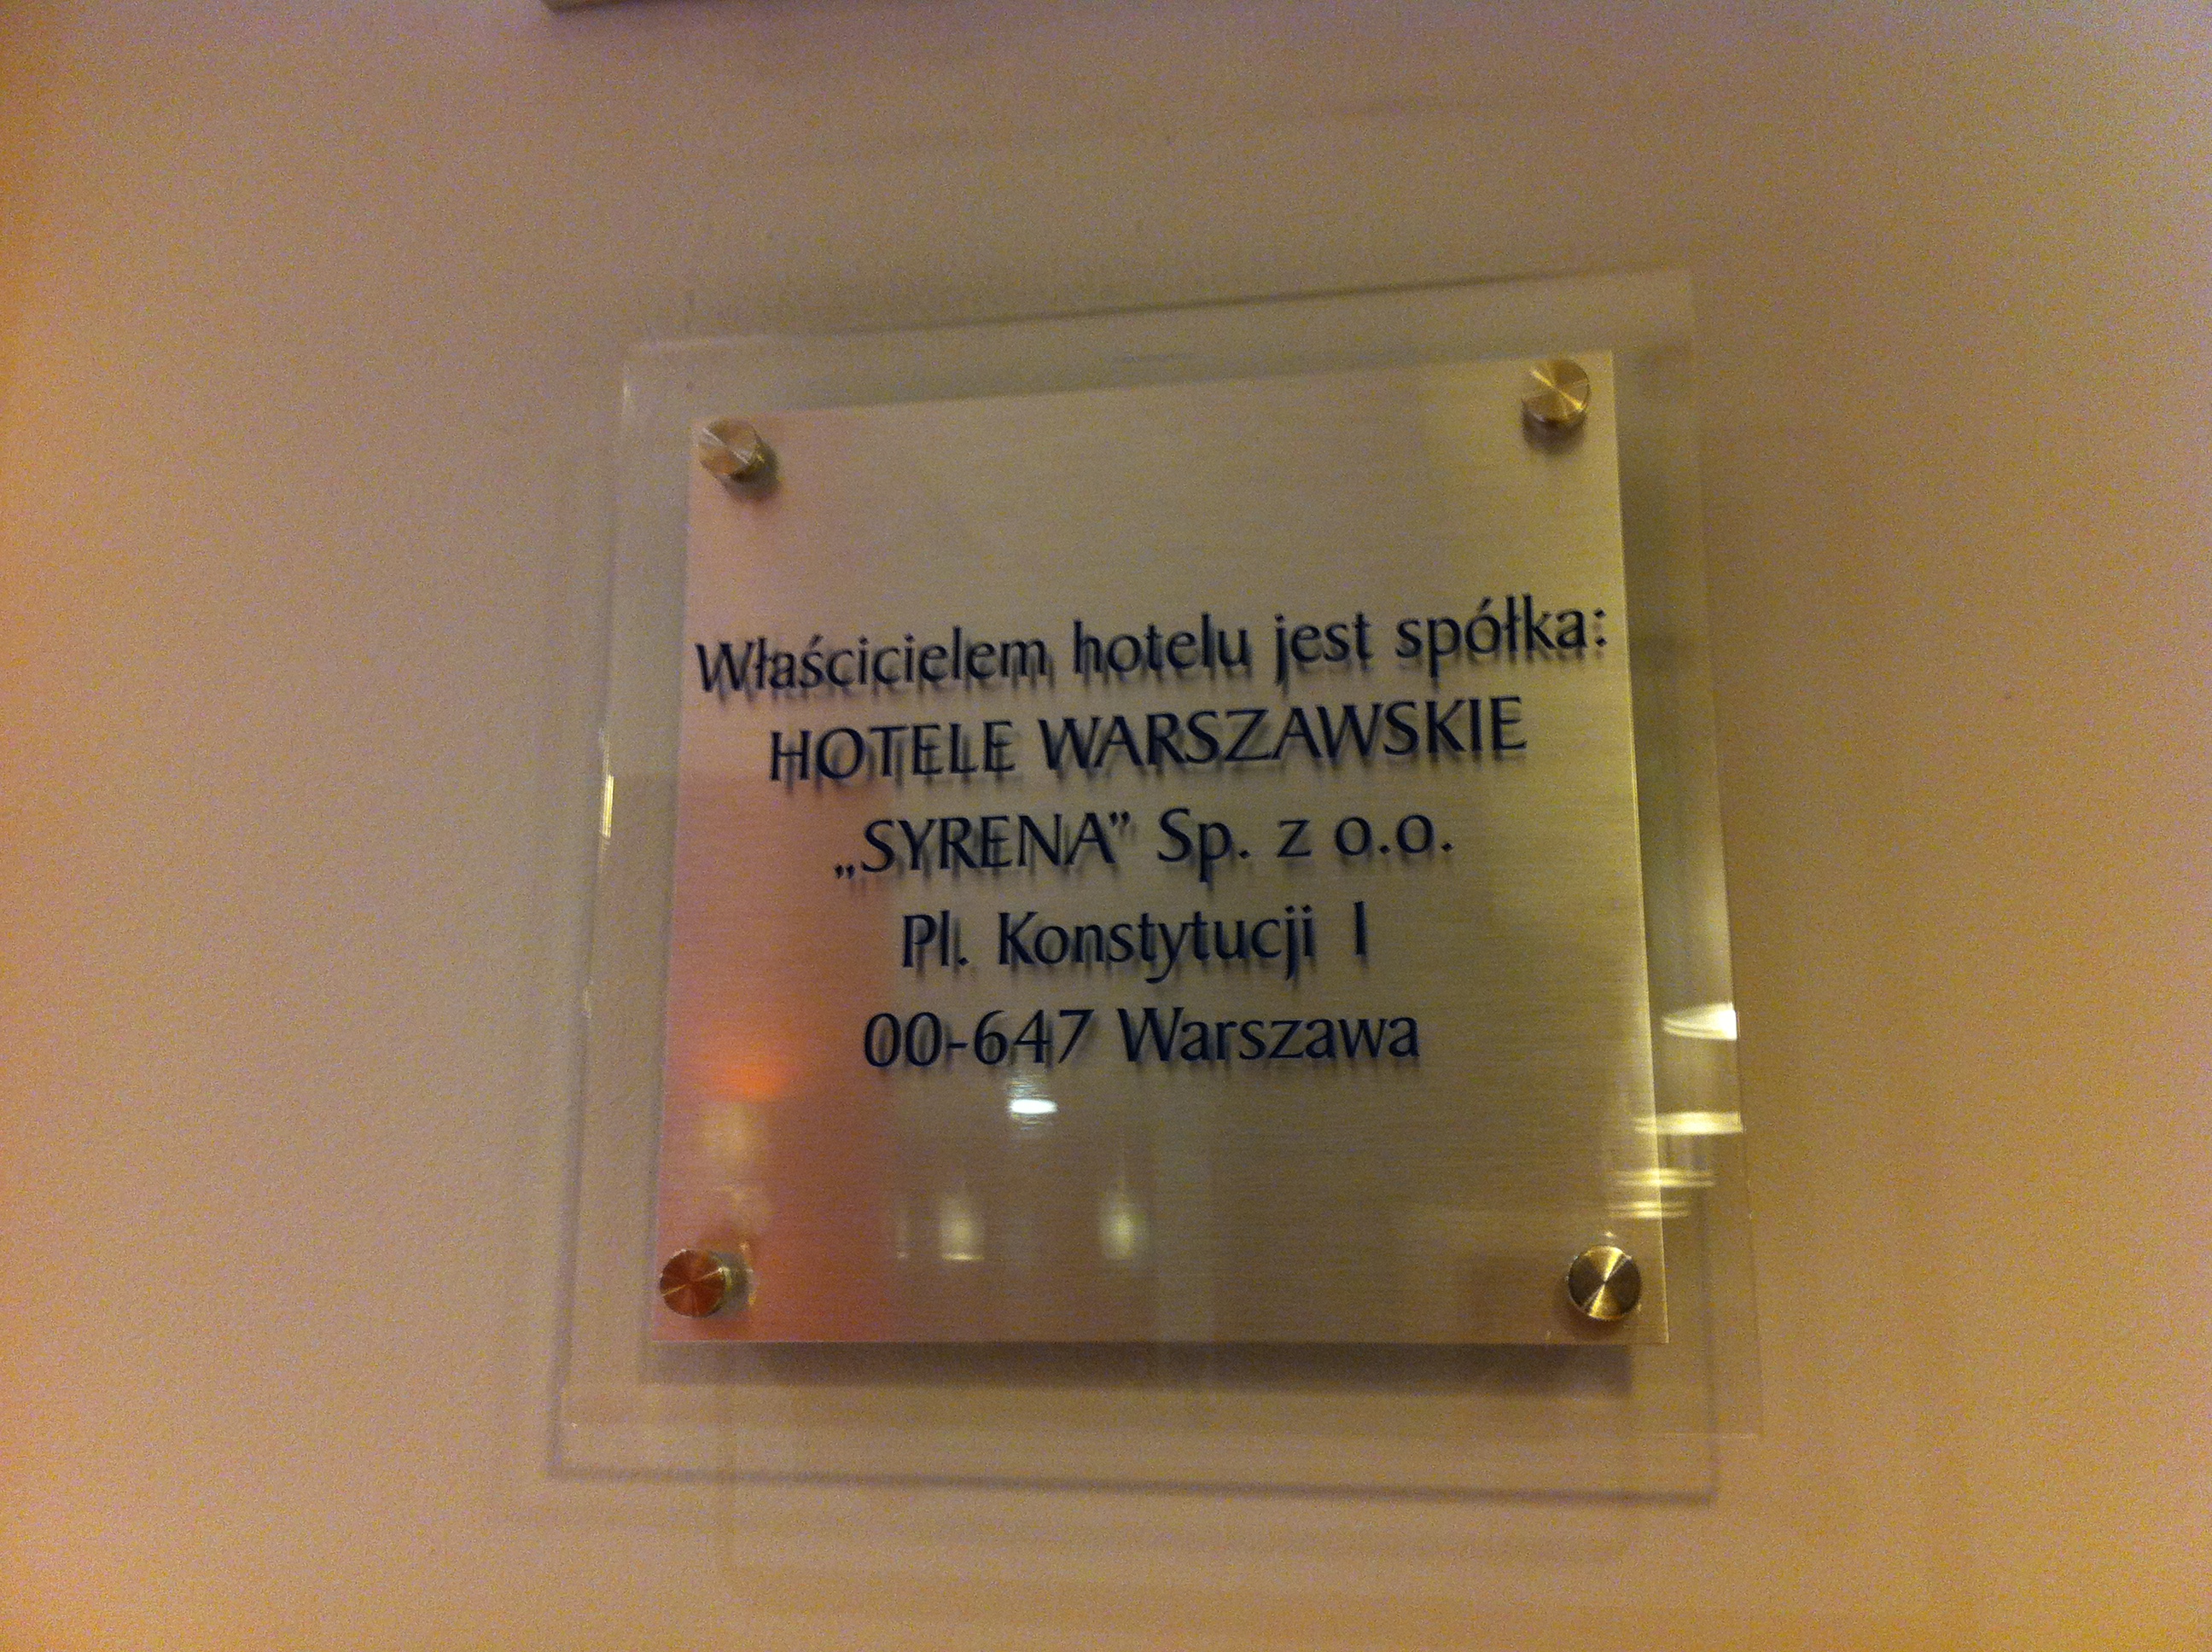 Właścicielem hotelu jest spółka:
HOTELE WARSZAWSKIE
„SYRENA” Sp. z o.o.
Pl. Konstytucji 1
00-647 Warszawa